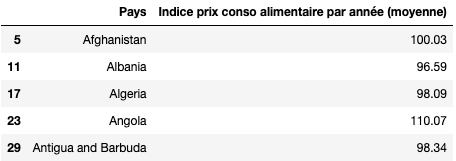 Pays Indice prix conso alimentaire par année (moyenne)
5 Afghanistan 100.03
11 Albania 96.59
17 Algeria 98.09
23 Angola 110.07
29 Antigua and Barbuda 98.34